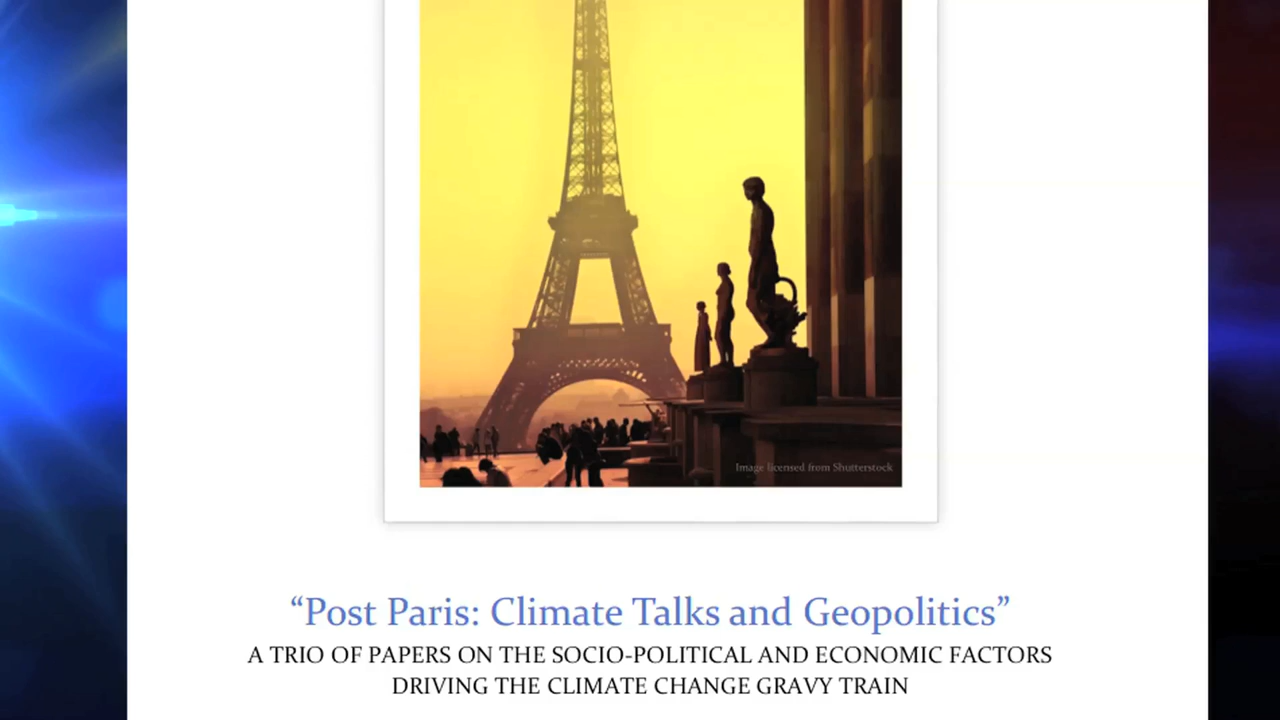 Image licensed from Shutterstock
“Post Paris: Climate Talks and Geopolitics”
A TRIO OF PAPERS ON THE SOCIO-POLITICAL AND ECONOMIC FACTORS
DRIVING THE CLIMATE CHANGE GRAVY TRAIN